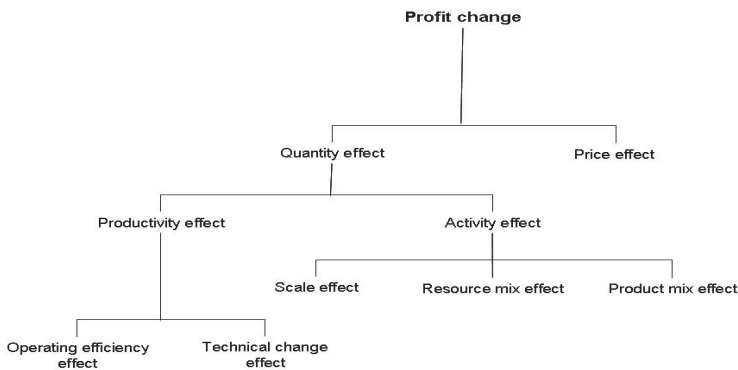 Profit change
Quantity effect
Price effect
Productivity effect
Activity effect
Scale effect
Resource mix effect
Product mix effect
Operating efficiency
effect
Technical change
effect